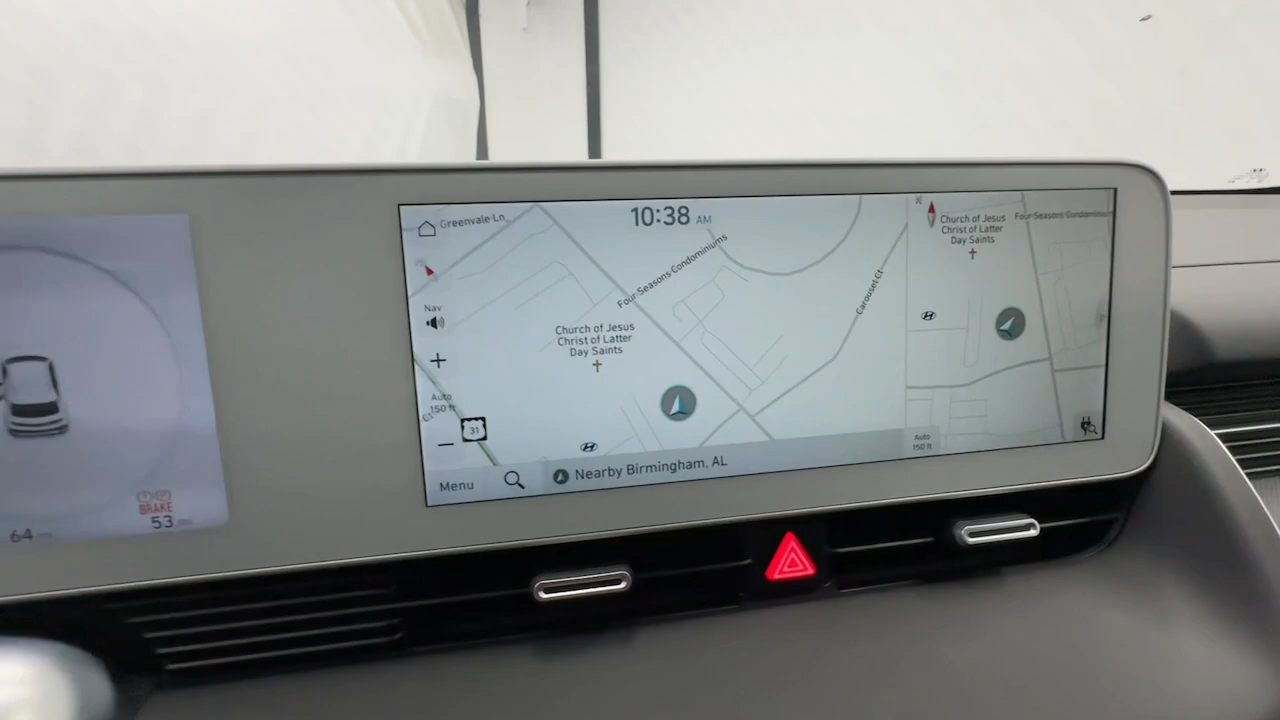 10:38 AM
Greenvale Ln
Four-Seasons Condominiums
Carousel Ct
Nav
Church of Jesus
Christ of Latter
Day Saints
Auto
150 ft
31
Menu
Nearby Birmingham, AL
N
Church of Jesus
Christ of Latter
Day Saints
Four-Seasons Condominium
Auto
150 ft
BRAKE
53
64